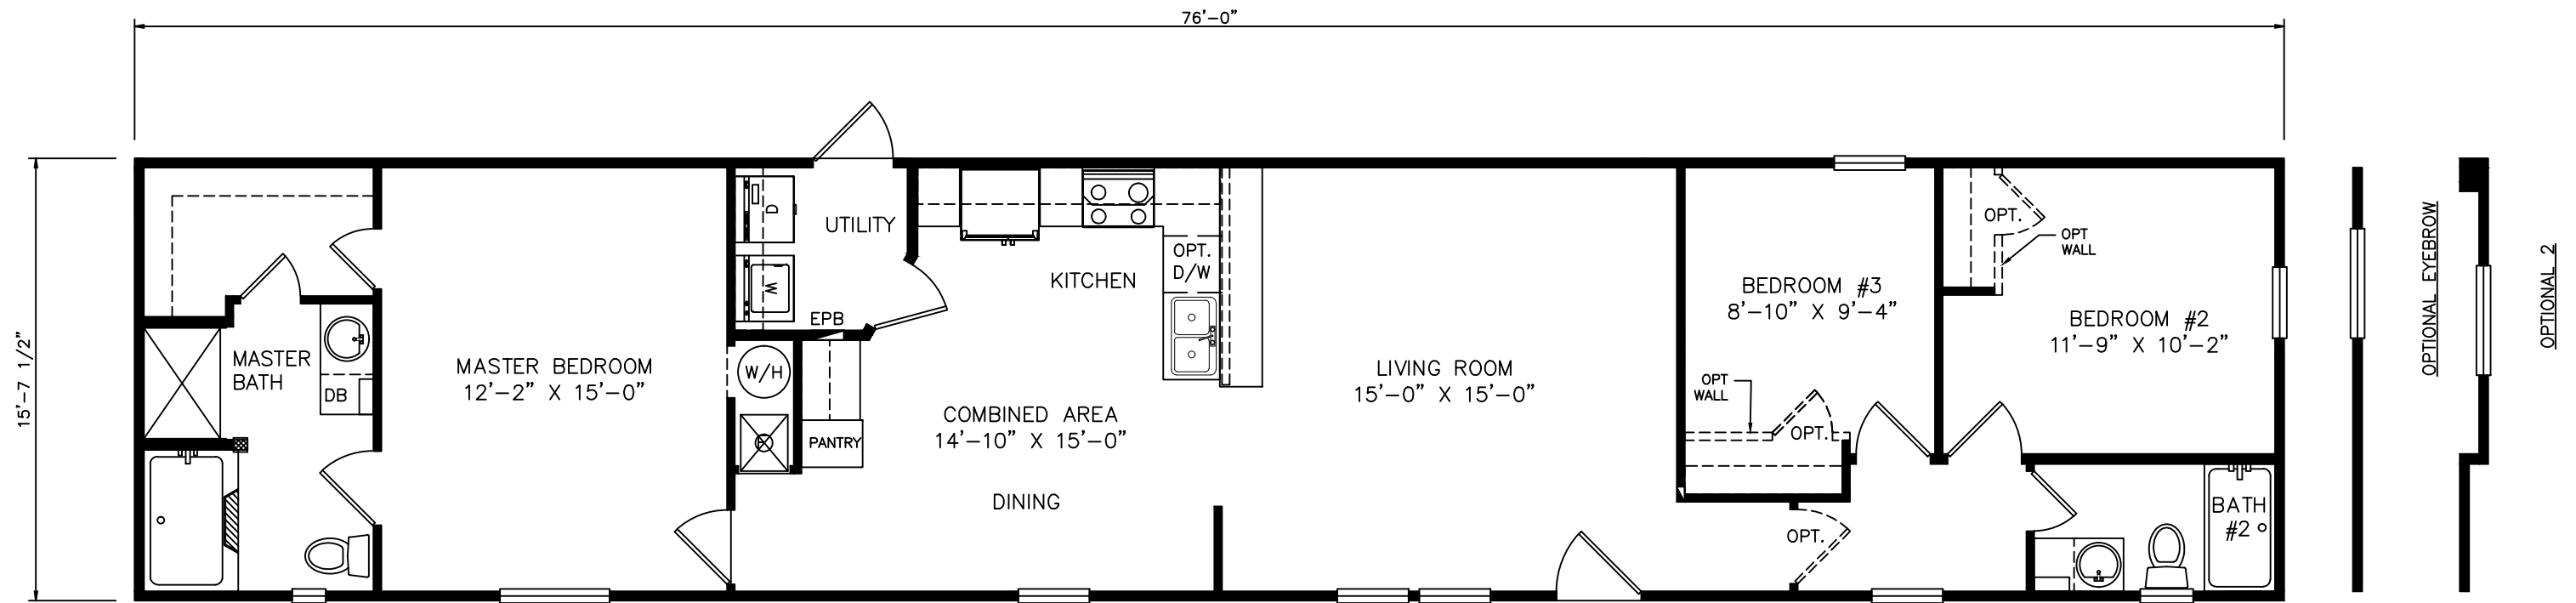 76'-0"
15'-7 1/2"
MASTER
BATH
DB
MASTER BEDROOM
12'-2" X 15'-0"
D
W
UTILITY
EPB
W/H
F
PANTRY
KITCHEN
OPT.
D/W
COMBINED AREA
14'-10" X 15'-0"
DINING
LIVING ROOM
15'-0" X 15'-0"
BEDROOM #3
8'-10" X 9'-4"
OPT
WALL
OPT.
OPT.
OPT.
OPT
WALL
BEDROOM #2
11'-9" X 10'-2"
BATH
#2
OPTIONAL EYEBROW
OPTIONAL 2